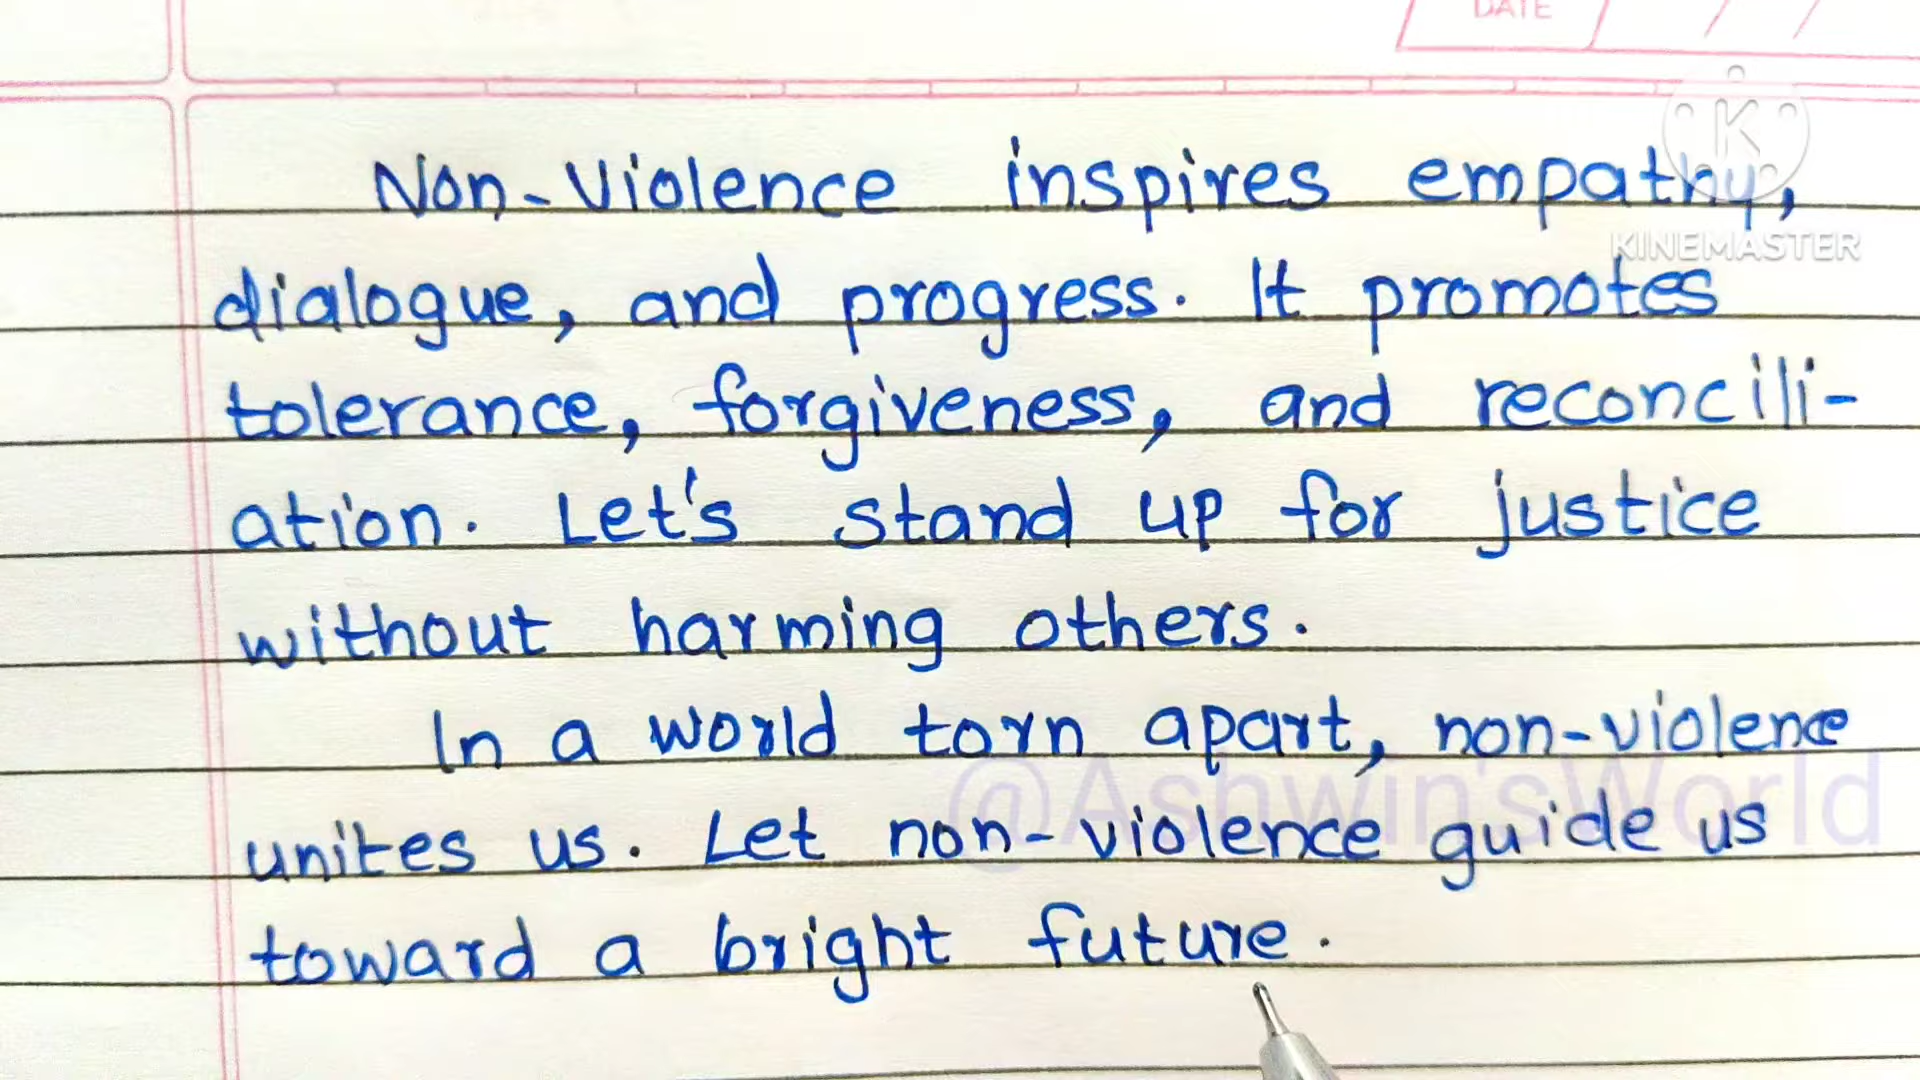 DATE
Non-Violence inspires empathy,
dialogue, and progress. It promotes
tolerance, forgiveness, and reconcili-
ation. Let's stand up for justice
without harming others.
In a world torn apart, non-violence
unites us. Let non-violence guide us
toward a bright future.
K
KINEMASTER
@Ashwin'sWorld